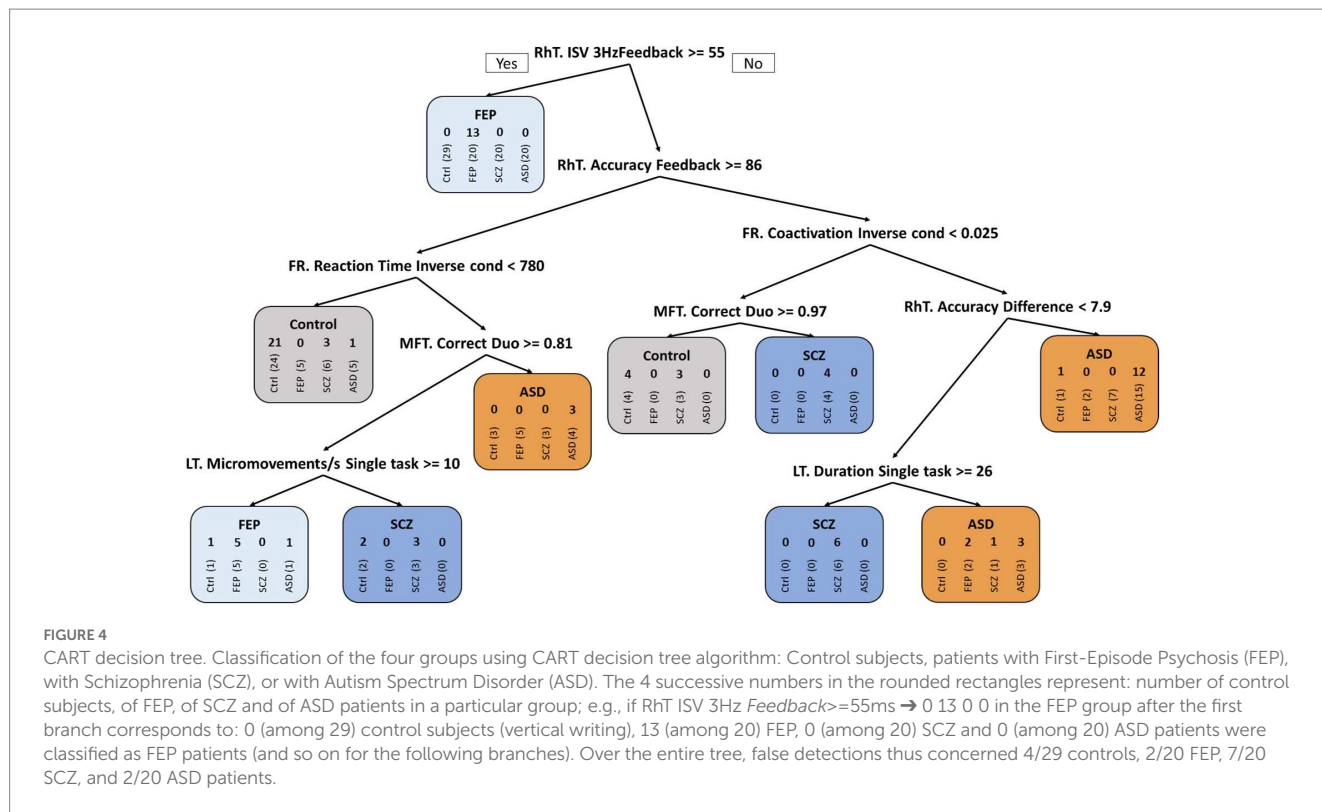 RhT. ISV 3HzFeedback >= 55
Yes
No
FEP
0 13 0 0
Ctrl (29)
FEP (20)
SCZ (20)
ASD (20)
RhT. Accuracy Feedback >= 86
FR. Coactivation Inverse cond < 0.025
FR. Reaction Time Inverse cond < 780
Control
21 0 3 1
Ctrl (24)
FEP (5)
SCZ (6)
ASD (5)
MFT. Correct Duo >= 0.81
MFT. Correct Duo >= 0.97
RhT. Accuracy Difference < 7.9
Control
4 0 3 0
Ctrl (4)
FEP (0)
SCZ (3)
ASD(0)
SCZ
0 0 4 0
Ctrl (0)
FEP (0)
SCZ (4)
ASD(0)
ASD
1 0 0 12
Ctrl (1)
FEP (2)
SCZ (7)
ASD(15)
ASD
0 0 0 3
Ctrl (3)
FEP (5)
SCZ (3)
ASD (4)
LT. Micromovements/s Single task >= 10
LT. Duration Single task >= 26
FEP
1 5 0 1
Ctrl (1)
FEP (5)
SCZ (0)
ASD(1)
SCZ
2 0 3 0
Ctrl (2)
FEP (0)
SCZ (3)
ASD (0)
SCZ
0 0 6 0
Ctrl (0)
FEP (0)
SCZ (6)
ASD(0)
ASD
0 2 1 3
Ctrl (0)
FEP (2)
SCZ (1)
ASD(3)
FIGURE 4
CART decision tree. Classification of the four groups using CART decision tree algorithm: Control subjects, patients with First-Episode Psychosis (FEP),
with Schizophrenia (SCZ), or with Autism Spectrum Disorder (ASD). The 4 successive numbers in the rounded rectangles represent: number of control
subjects, of FEP, of SCZ and of ASD patients in a particular group; e.g., if RhT ISV 3Hz Feedback>=55ms ➔ 0 13 0 0 in the FEP group after the first
branch corresponds to: 0 (among 29) control subjects (vertical writing), 13 (among 20) FEP, 0 (among 20) SCZ and 0 (among 20) ASD patients were
classified as FEP patients (and so on for the following branches). Over the entire tree, false detections thus concerned 4/29 controls, 2/20 FEP, 7/20
SCZ, and 2/20 ASD patients.